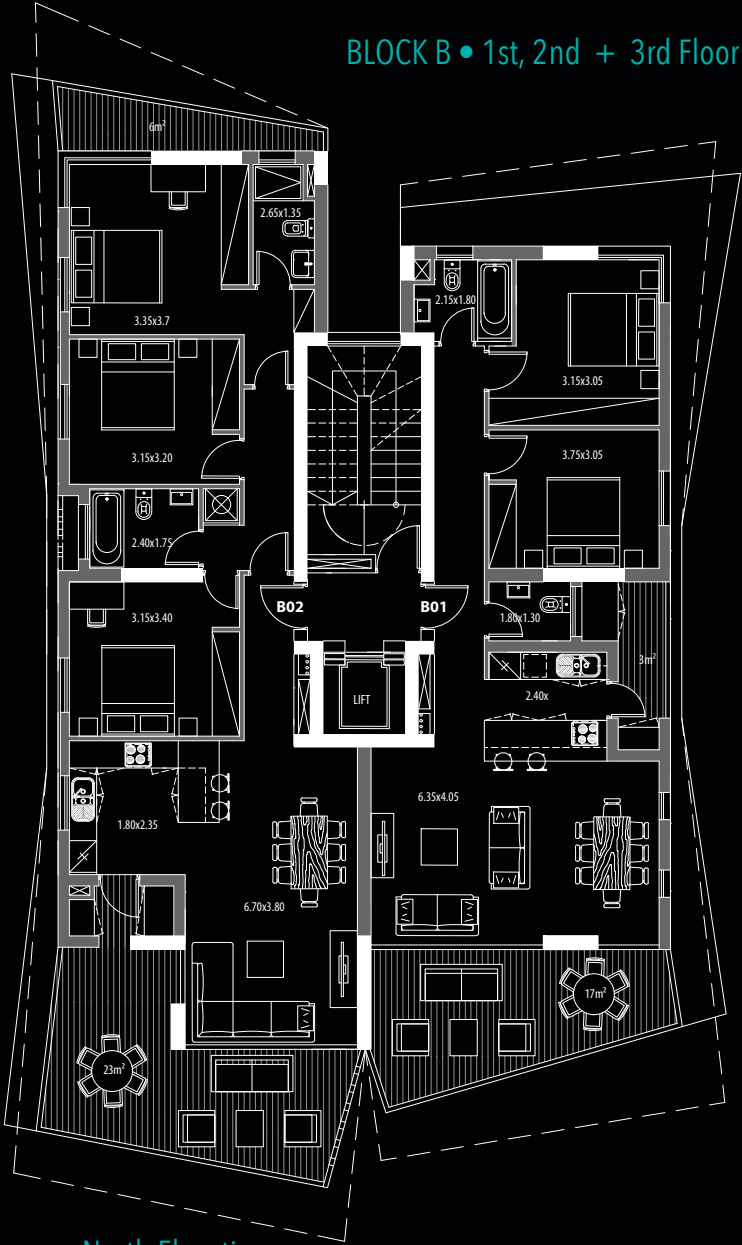 BLOCK B • 1st, 2nd + 3rd Floor
6m²
2.65x1.35
2.15x1.80
3.35x3.7
3.15x3.05
3.15x3.20
3.75x3.05
2.40x1.75
B02
B01
3.15x3.40
1.80x1.30
3m²
LIFT
2.40x
6.35x4.05
1.80x2.35
6.70x3.80
17m²
23m²